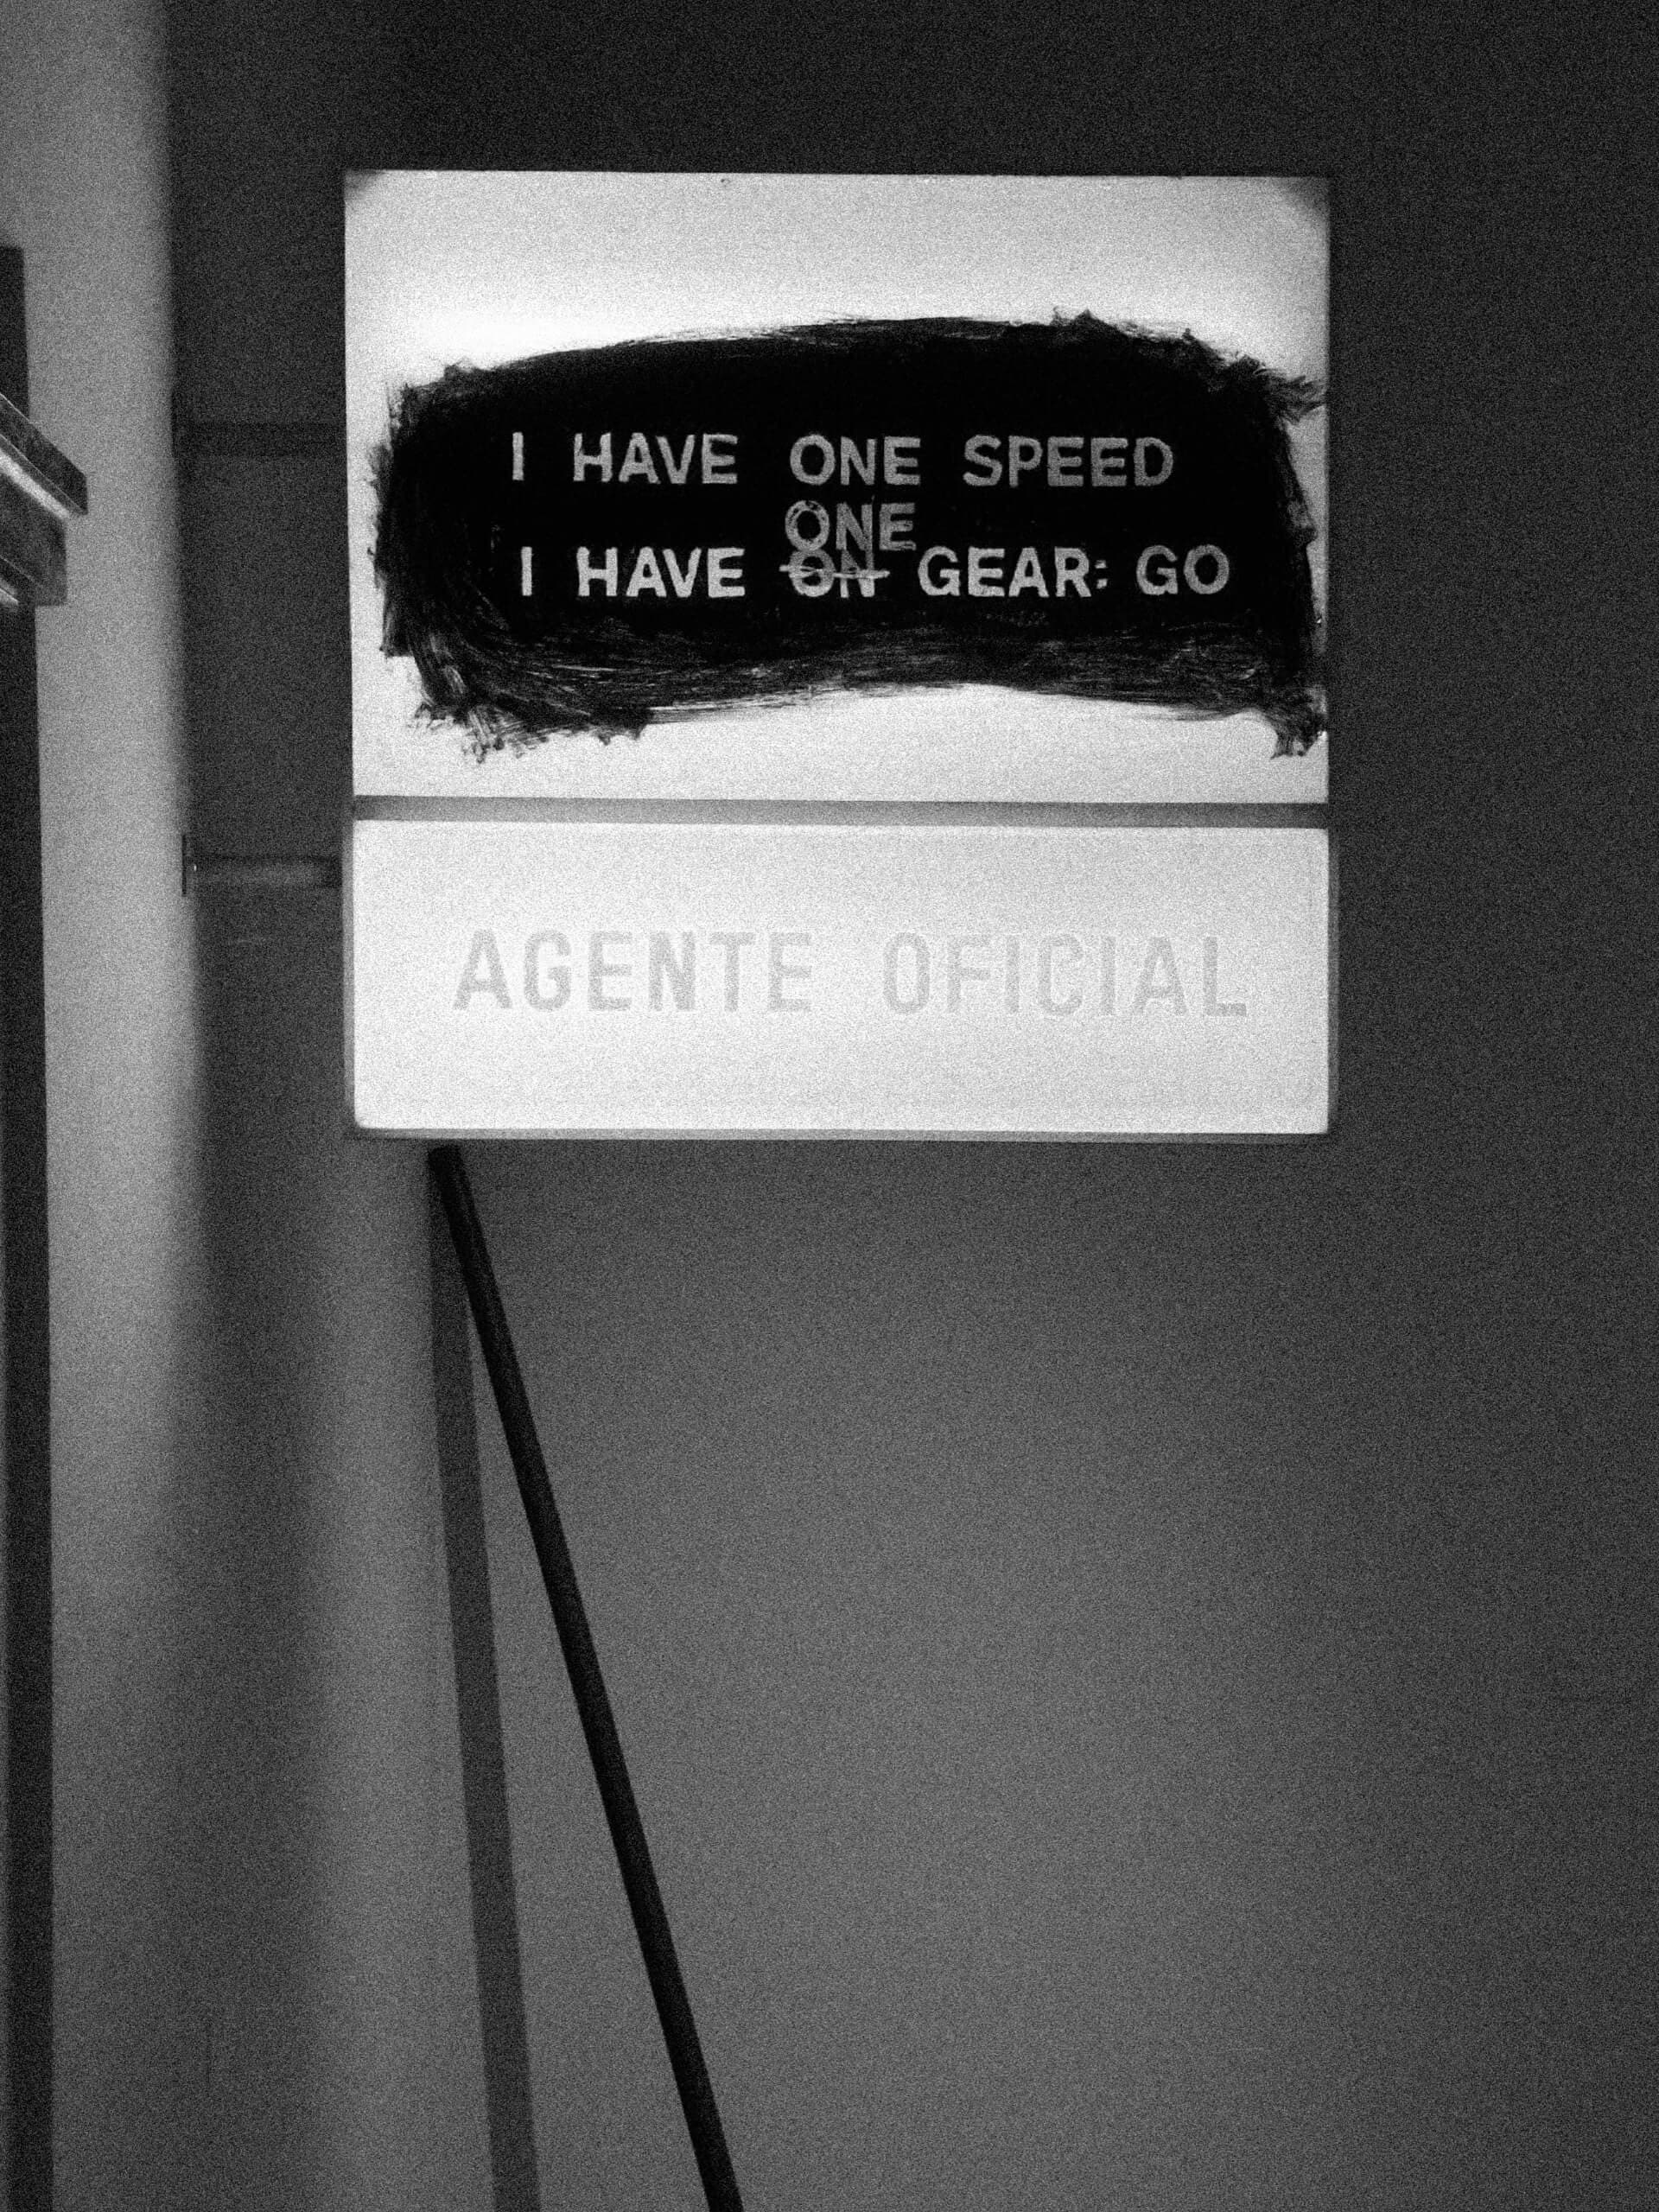 I HAVE ONE SPEED
ONE
I HAVE ON GEAR: GO
AGENTE OFICIAL